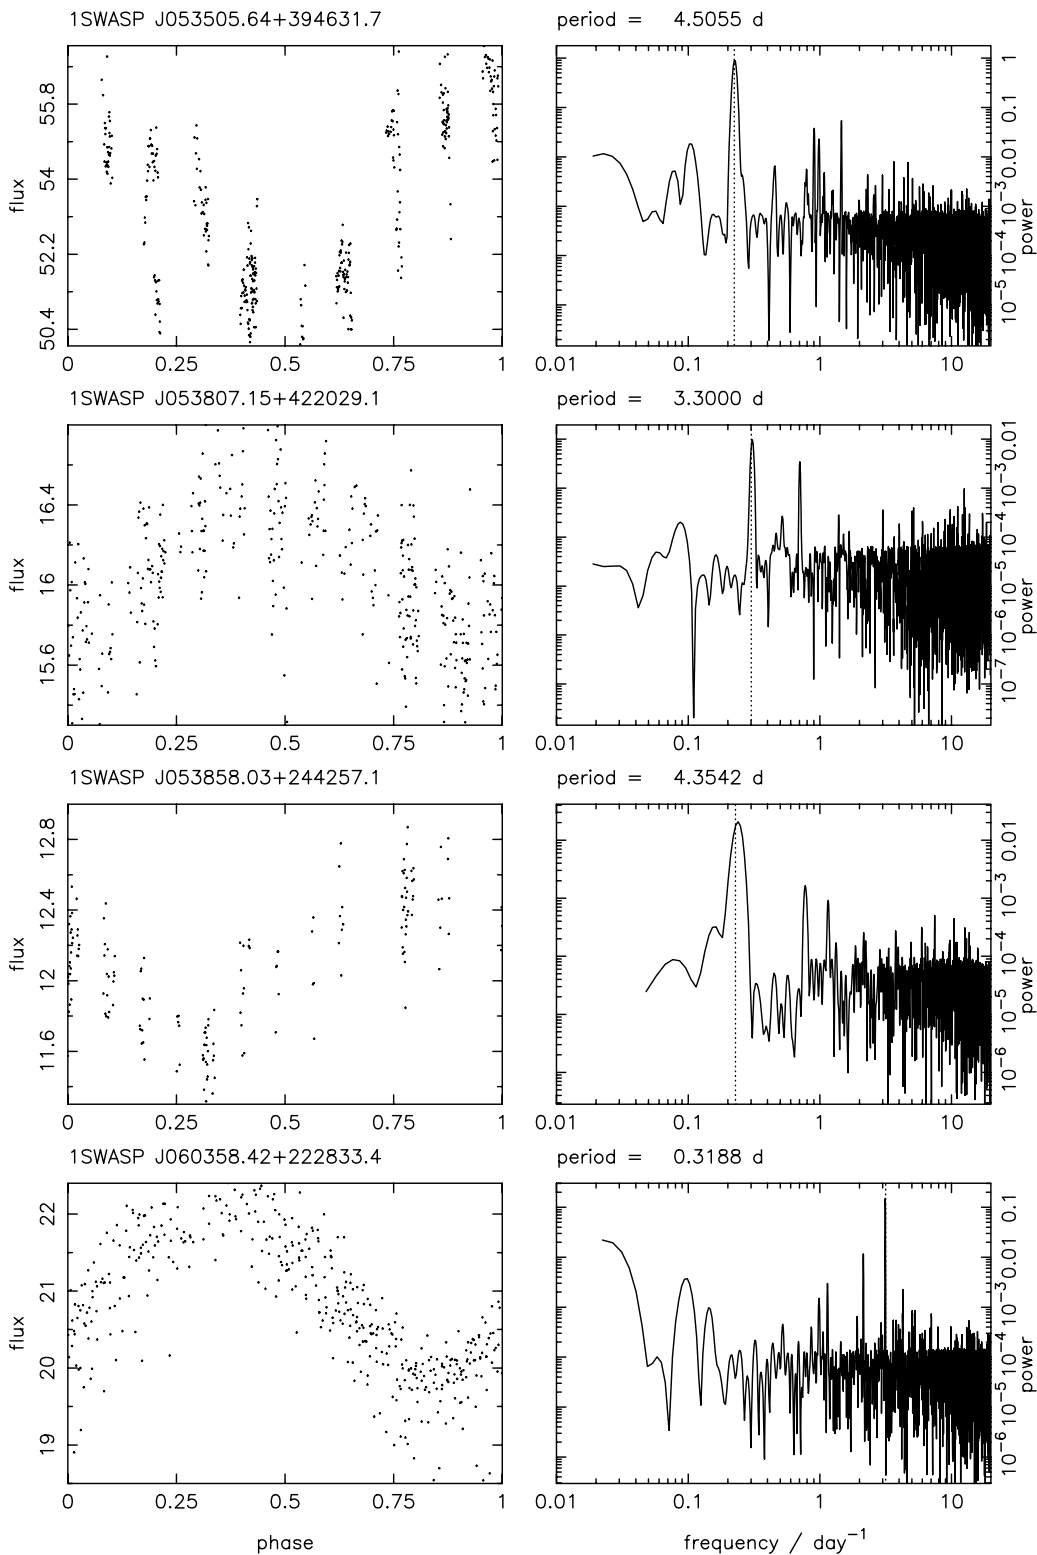 1SWASP J053505.64+394631.7
period = 4.5055 d
flux
55.8
54
52.2
50.4
0 0.25 0.5 0.75 1
1
0.1
0.01
10−3
10−4
10−5
power
0.01 0.1 1 10
1SWASP J053807.15+422029.1
period = 3.3000 d
flux
16.4
16
15.6
0 0.25 0.5 0.75 1
0.01
10−3
10−4
10−5
10−6
10−7
power
0.01 0.1 1 10
1SWASP J053858.03+244257.1
period = 4.3542 d
flux
12.8
12.4
12
11.6
0 0.25 0.5 0.75 1
0.01
10−3
10−4
10−5
10−6
power
0.01 0.1 1 10
1SWASP J060358.42+222833.4
period = 0.3188 d
flux
22
21
20
19
0 0.25 0.5 0.75 1
phase
0.1
0.01
10−3
10−4
10−5
10−6
power
0.01 0.1 1 10
frequency / day−1